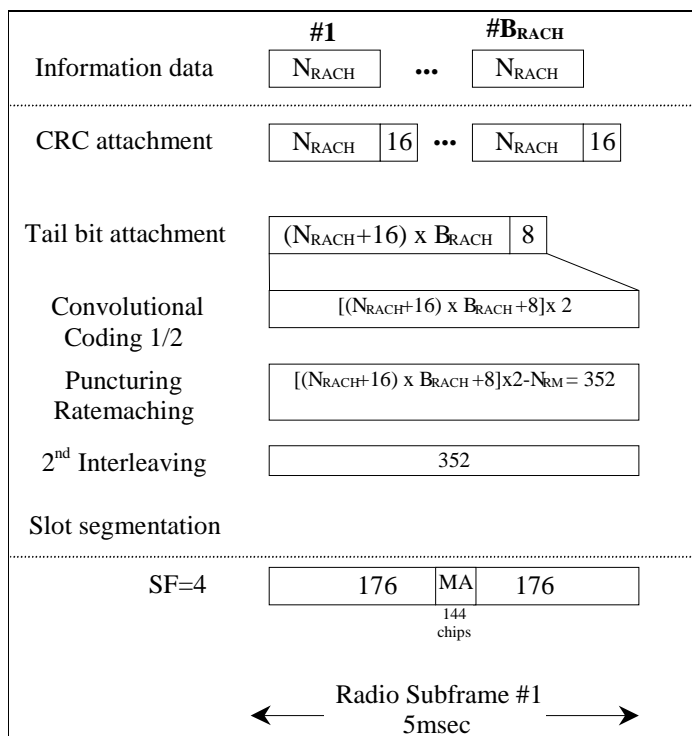 #1 #B_RACH
Information data N_RACH ... N_RACH
CRC attachment N_RACH 16 ... N_RACH 16
Tail bit attachment (N_RACH+16) x B_RACH 8
Convolutional
Coding 1/2
[(N_RACH+16) x B_RACH+8]x 2
Puncturing
Ratemaching
[(N_RACH+16) x B_RACH+8]x2-N_RM = 352
2nd Interleaving 352
Slot segmentation
SF=4 176 MA 176
144
chips
Radio Subframe #1
5msec